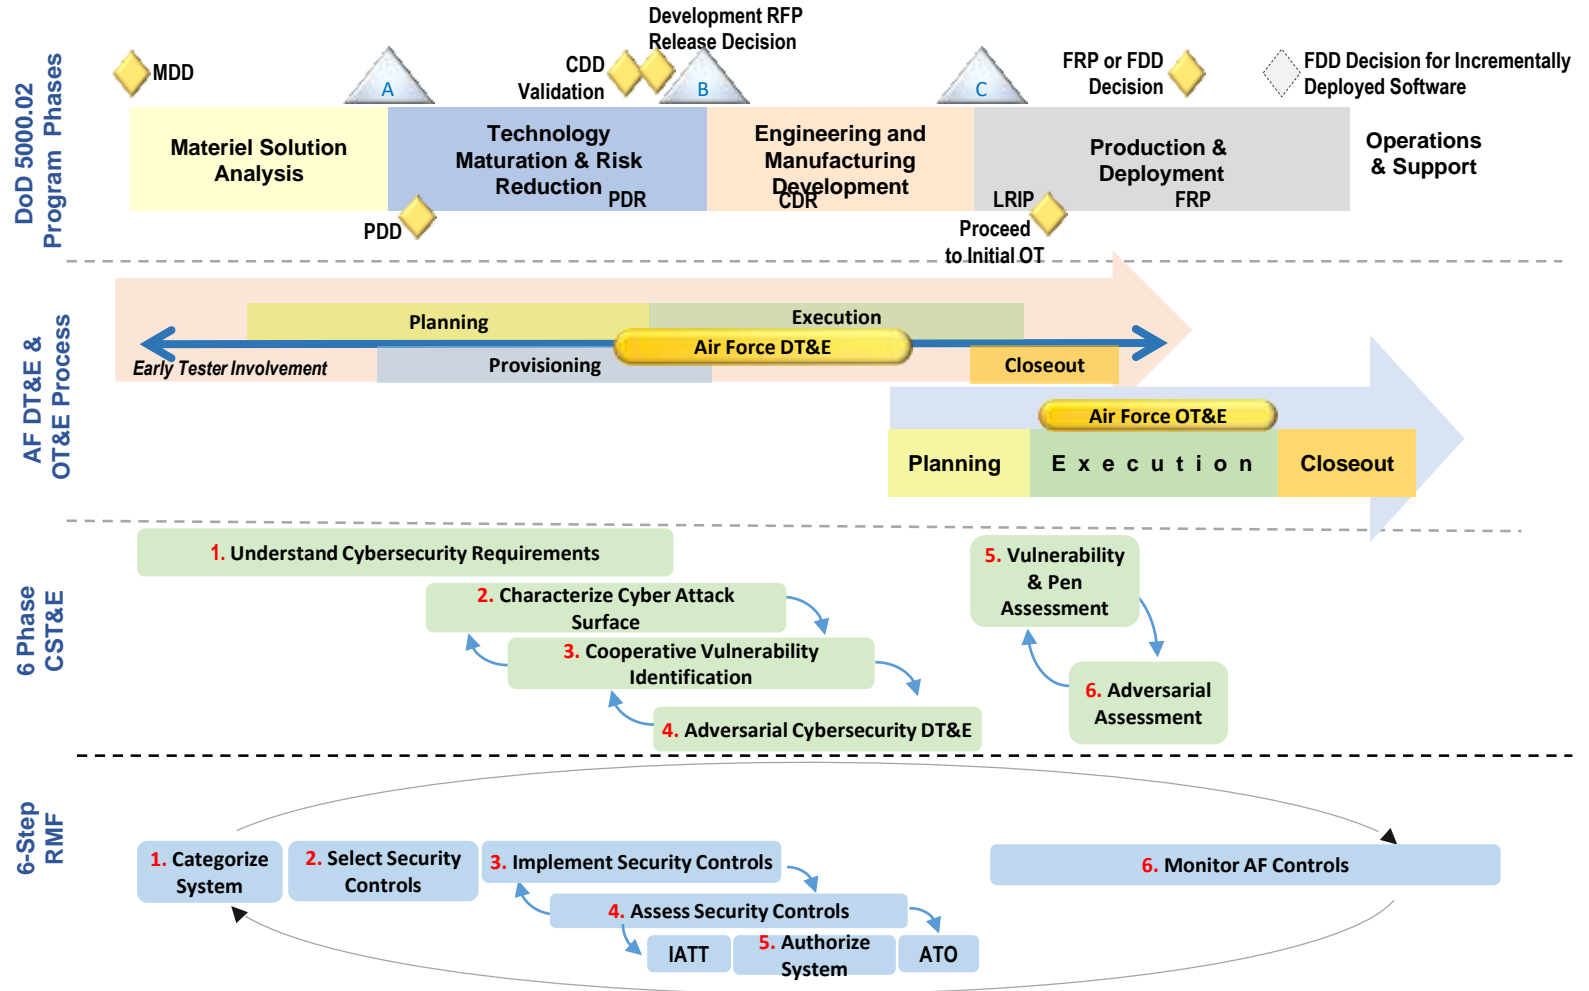 Development RFP
Release Decision
MDD
CDD
Validation
FRP or FDD
Decision
FDD Decision for Incrementally
Deployed Software
A
B
C
DoD 5000.02
Program Phases
Materiel Solution
Analysis
Technology
Maturation & Risk
Reduction
PDR
Engineering and
Manufacturing
Development
CDR
Production &
Deployment
LRIP
FRP
Operations
& Support
PDD
Proceed
to Initial OT
AF DT&E &
OT&E Process
Planning
Execution
Air Force DT&E
Early Tester Involvement
Provisioning
Closeout
Air Force OT&E
Planning
Execution
Closeout
6 Phase
CST&E
1. Understand Cybersecurity Requirements
2. Characterize Cyber Attack
Surface
3. Cooperative Vulnerability
Identification
4. Adversarial Cybersecurity DT&E
5. Vulnerability
& Pen
Assessment
6. Adversarial
Assessment
6-Step
RMF
1. Categorize
System
2. Select Security
Controls
3. Implement Security Controls
4. Assess Security Controls
IATT
5. Authorize
System
ATO
6. Monitor AF Controls